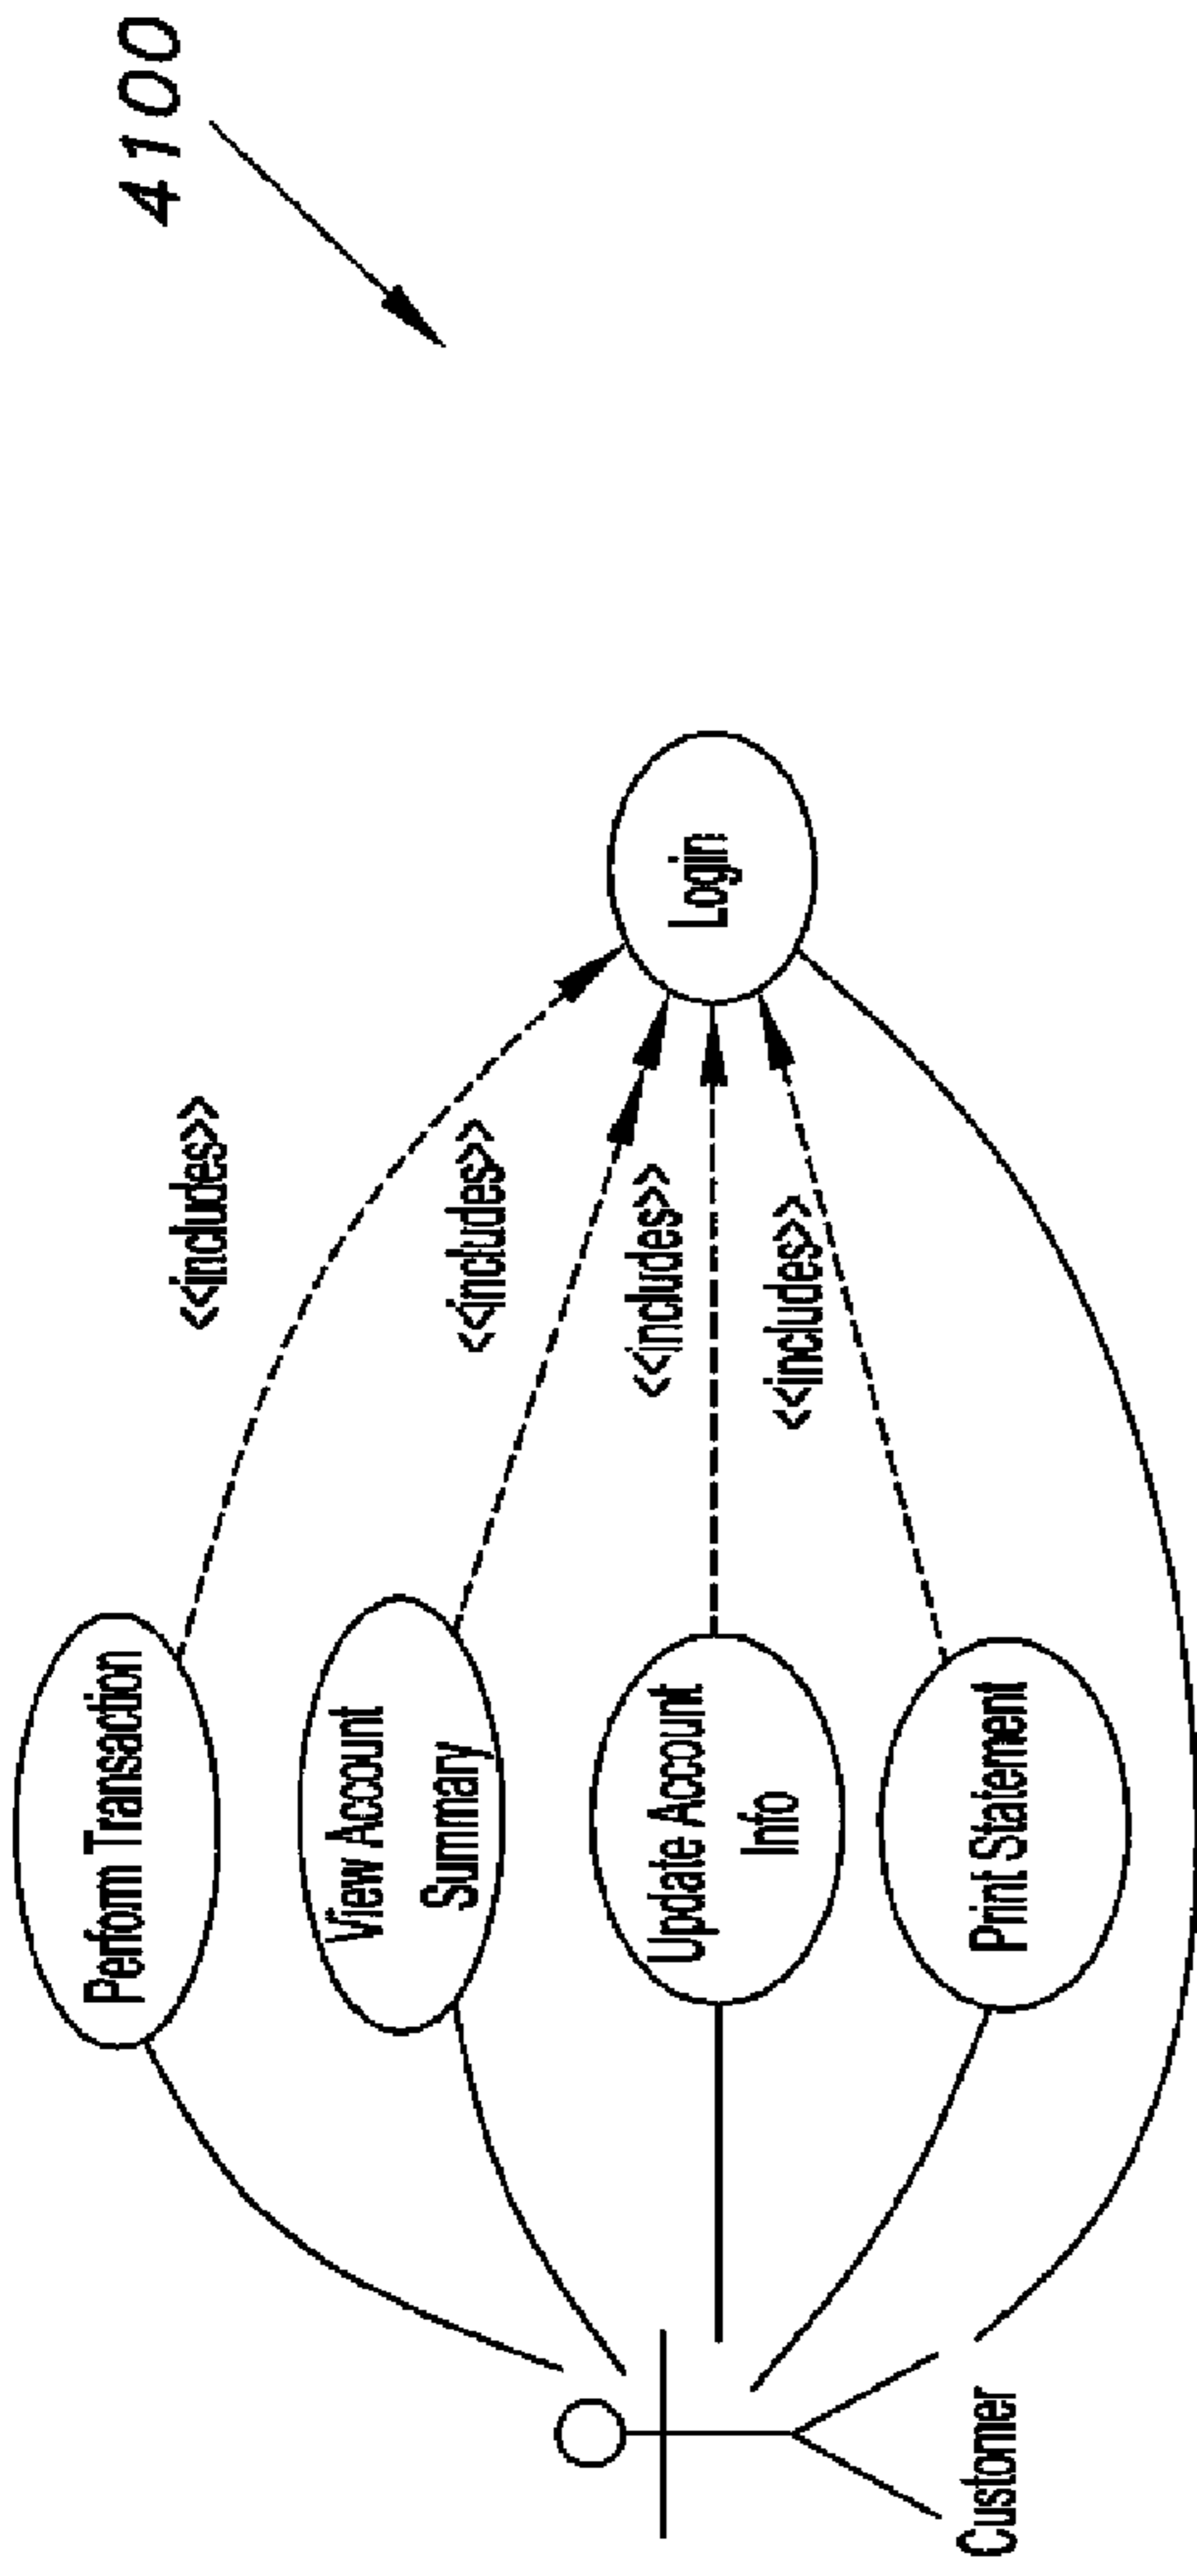 4100
Perform Transaction
<<includes>>
View Account
Summary
<<includes>>
Update Account
Info
<<includes>>
Login
Print Statement
<<includes>>
Customer